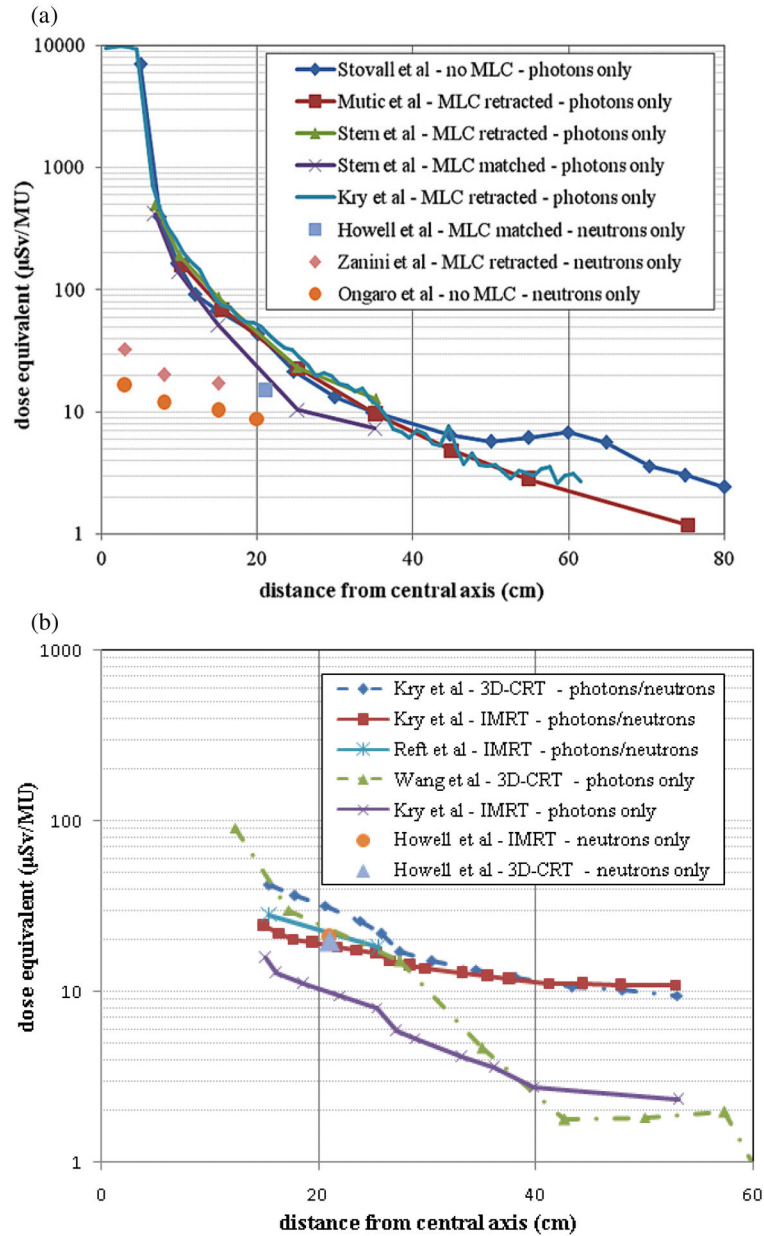 (a)
10000
1000
100
10
1
dose equivalent (µSv/MU)
Stovall et al - no MLC - photons only
Mutic et al - MLC retracted - photons only
Stern et al - MLC retracted - photons only
Stern et al - MLC matched - photons only
Kry et al - MLC retracted - photons only
Howell et al - MLC matched - neutrons only
Zanini et al - MLC retracted - neutrons only
Ongaro et al - no MLC - neutrons only
0 20 40 60 80
distance from central axis (cm)
(b)
1000
100
10
1
dose equivalent (µSv/MU)
Kry et al - 3D-CRT - photons/neutrons
Kry et al - IMRT - photons/neutrons
Reft et al - IMRT - photons/neutrons
Wang et al - 3D-CRT - photons only
Kry et al - IMRT - photons only
Howell et al - IMRT - neutrons only
Howell et al - 3D-CRT - neutrons only
0 20 40 60
distance from central axis (cm)